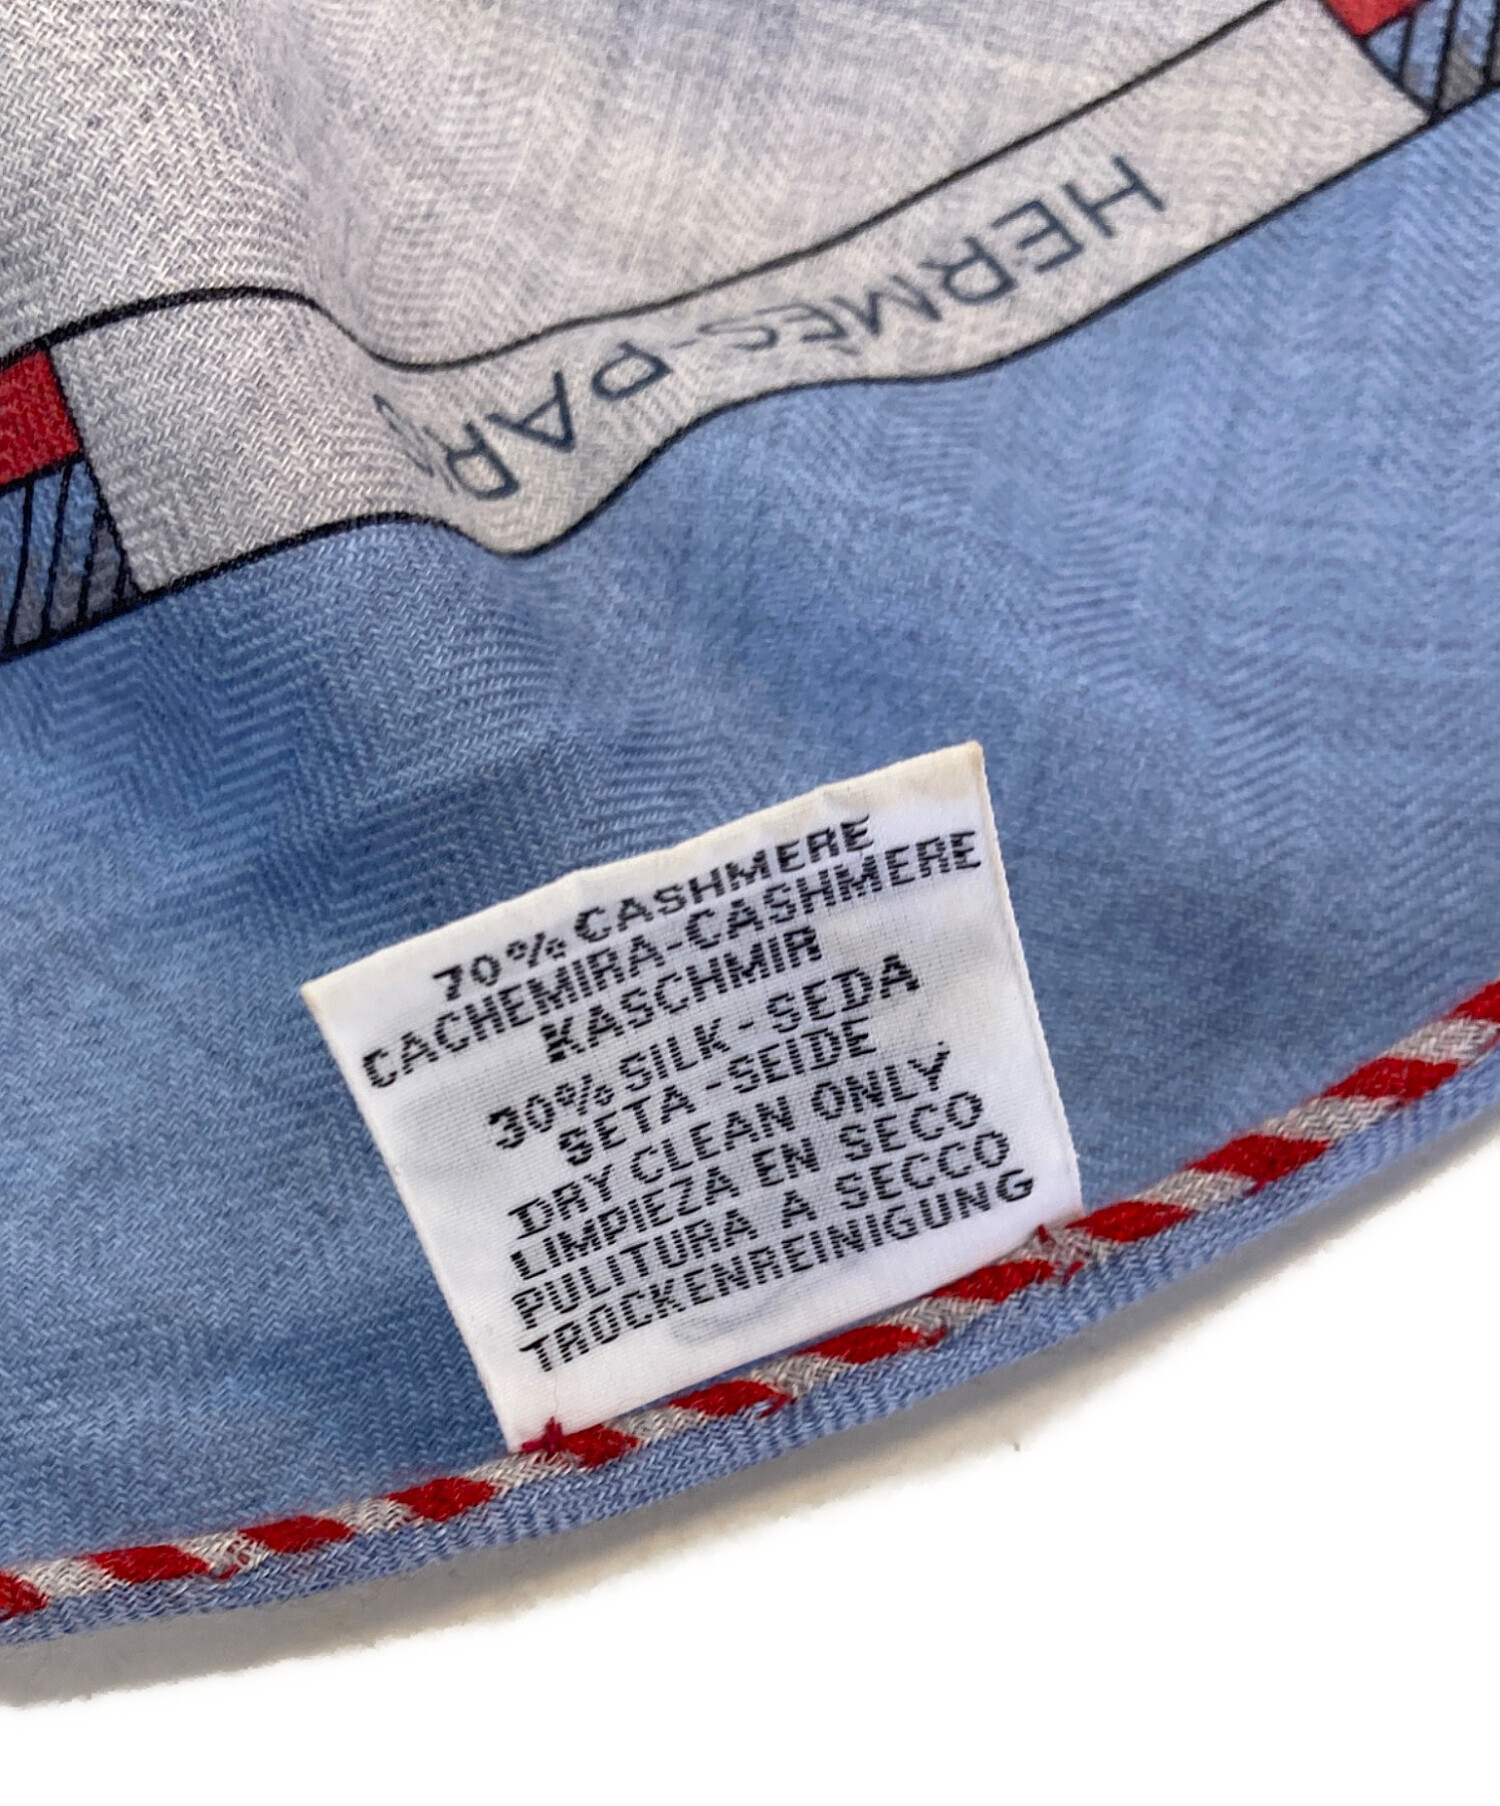 HERMÈS-PARIS
70% CASHMERE
CACHEMIRA-CASHMERE
KASCHMIR
30% SILK-SEDA
SETA-SEIDE
DRY CLEAN ONLY
LIMPIEZA EN SECO
PULITURA A SECCO
TROCKENREINIGUNG